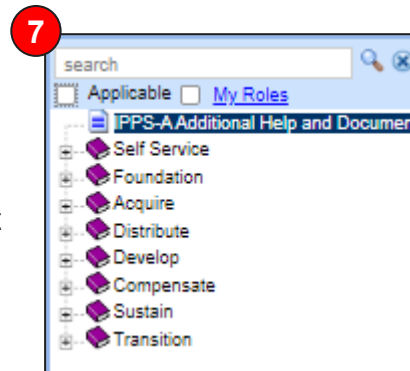 7
search
Applicable My Roles
IPPS-A Additional Help and Documen
Self Service
Foundation
Acquire
Distribute
Develop
Compensate
Sustain
Transition